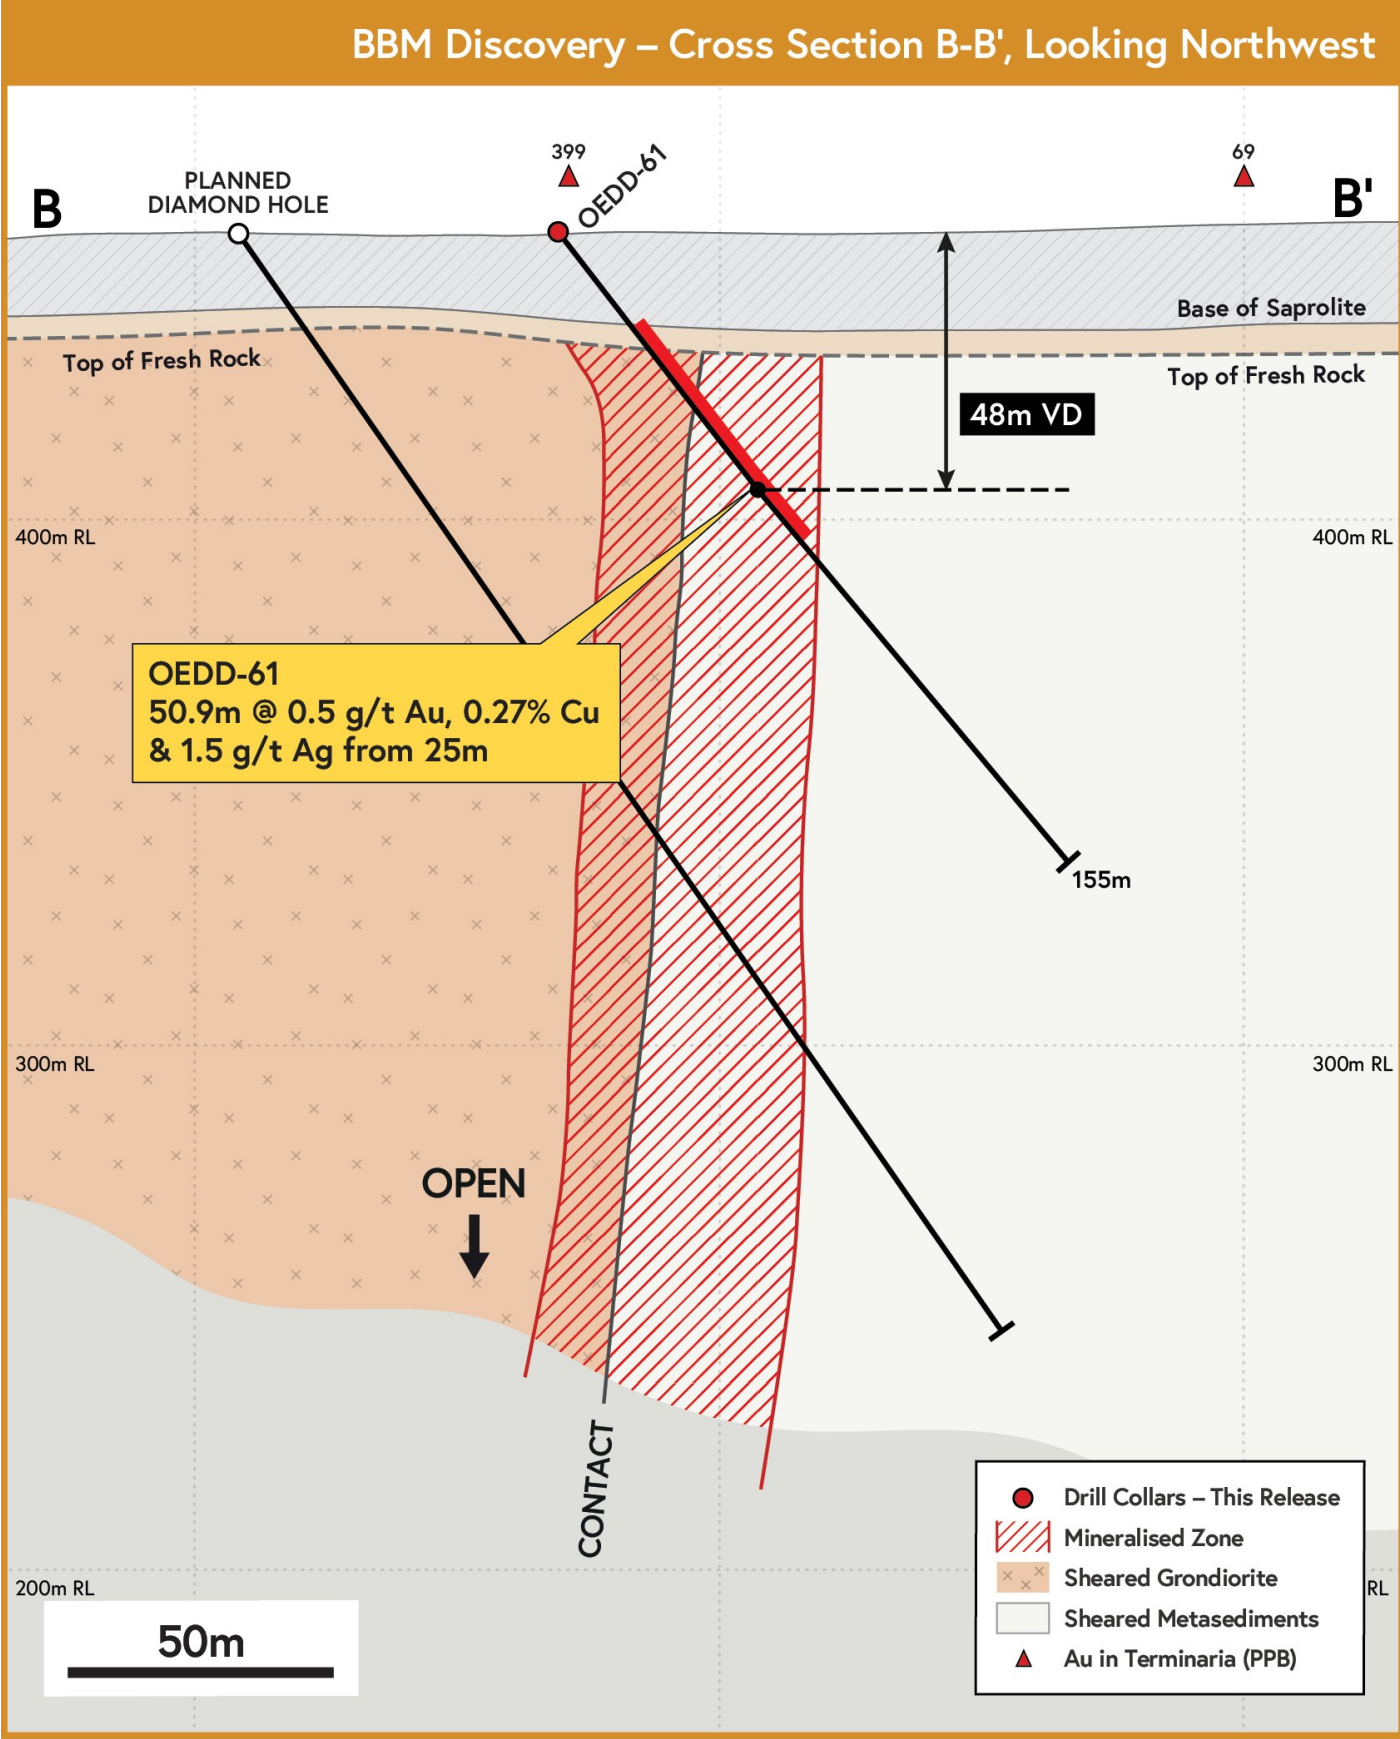 BBM Discovery – Cross Section B-B', Looking Northwest
399
69
OEDD-61
PLANNED
DIAMOND HOLE
B
B'
Base of Saprolite
Top of Fresh Rock
Top of Fresh Rock
48m VD
400m RL
400m RL
OEDD-61
50.9m @ 0.5 g/t Au, 0.27% Cu
& 1.5 g/t Ag from 25m
155m
300m RL
300m RL
OPEN
CONTACT
200m RL
RL
50m
Drill Collars – This Release
Mineralised Zone
Sheared Grondiorite
Sheared Metasediments
Au in Terminaria (PPB)